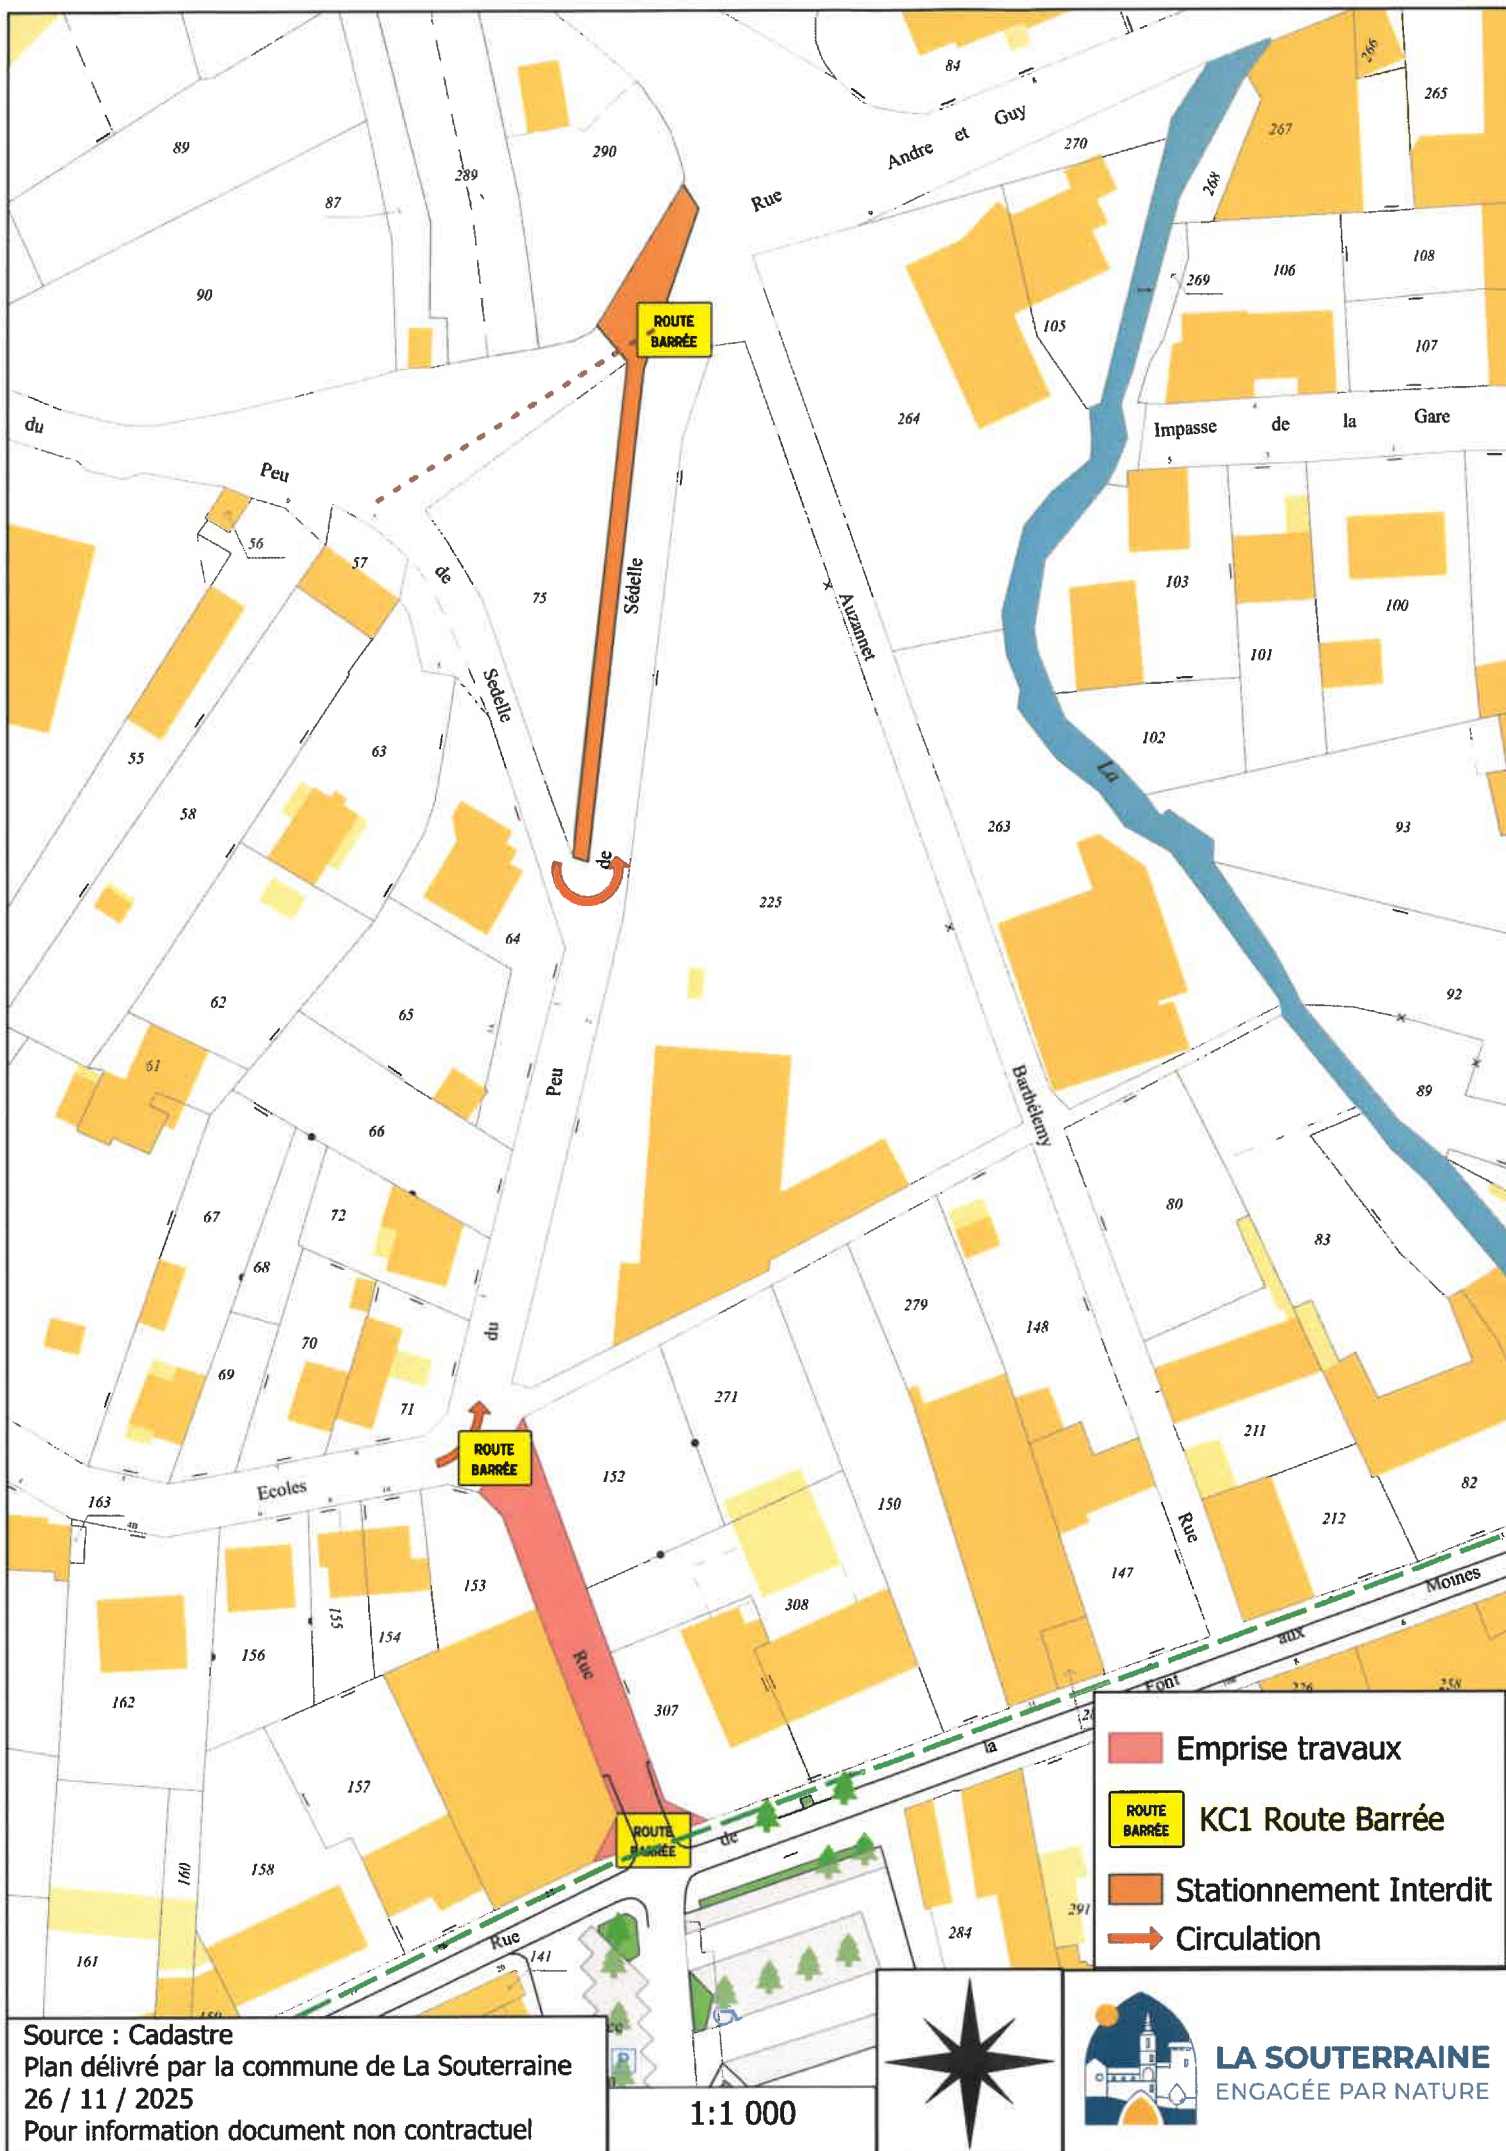 84
266
265
89
290
289
87
Andre et Guy
270
267
268
Rue
90
269
106
108
ROUTE
BARRÉE
105
107
264
du
Impasse de la Gare
Peu
56
57
de
75
Sédelle
103
100
Auzannet
101
Sedelle
63
55
102
La
58
263
93
de
225
64
62
65
92
61
Peu
Barthélemy
89
66
67
72
80
68
83
279
148
70
du
69
71
271
211
ROUTE
BARRÉE
152
Ecoles
163
4B
150
82
212
Rue
153
147
Moines
155
154
156
308
aux
Rue
162
Font
226
258
307
la
157
ROUTE
BARRÉE
de
158
160
Rue
141
161
284
291
Emprise travaux
ROUTE
BARRÉE
KC1 Route Barrée
Stationnement Interdit
Circulation
P
Source : Cadastre
Plan délivré par la commune de La Souterraine
26 / 11 / 2025
Pour information document non contractuel
1:1 000
LA SOUTERRAINE
ENGAGÉE PAR NATURE